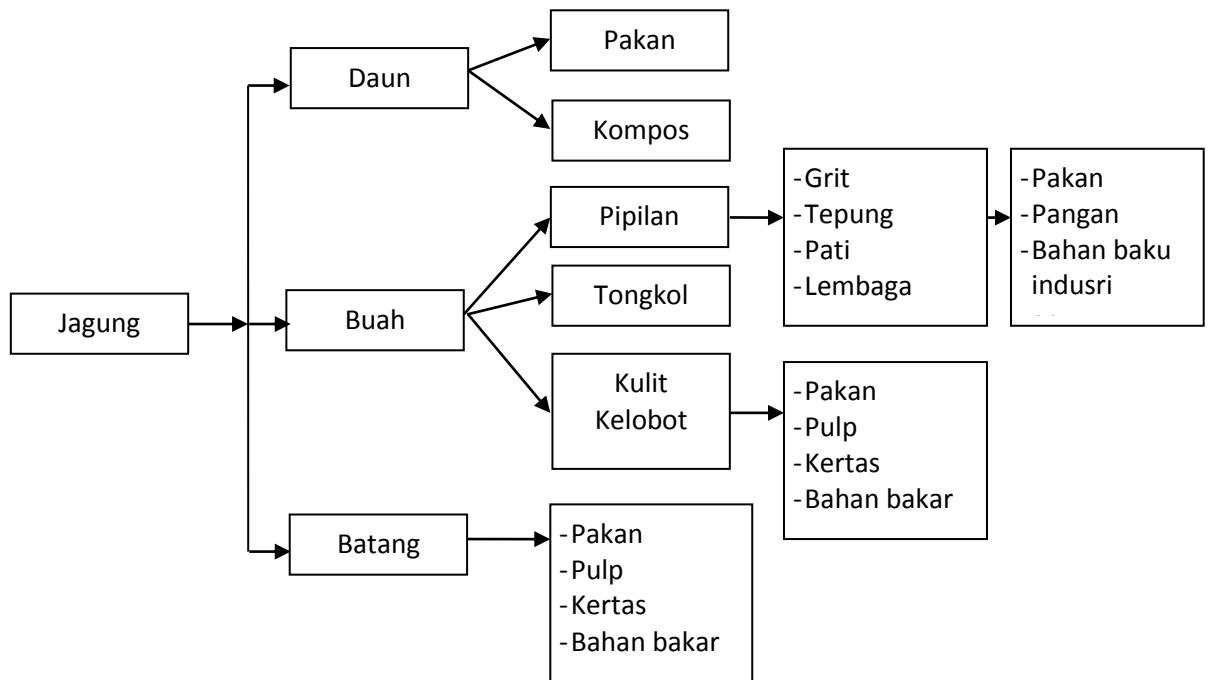 Jagung
Daun
Pakan
Kompos
Buah
Pipilan
-Grit
-Tepung
-Pati
-Lembaga
-Pakan
-Pangan
-Bahan baku
indusri
Tongkol
Kulit
Kelobot
-Pakan
-Pulp
-Kertas
-Bahan bakar
Batang
-Pakan
-Pulp
-Kertas
-Bahan bakar